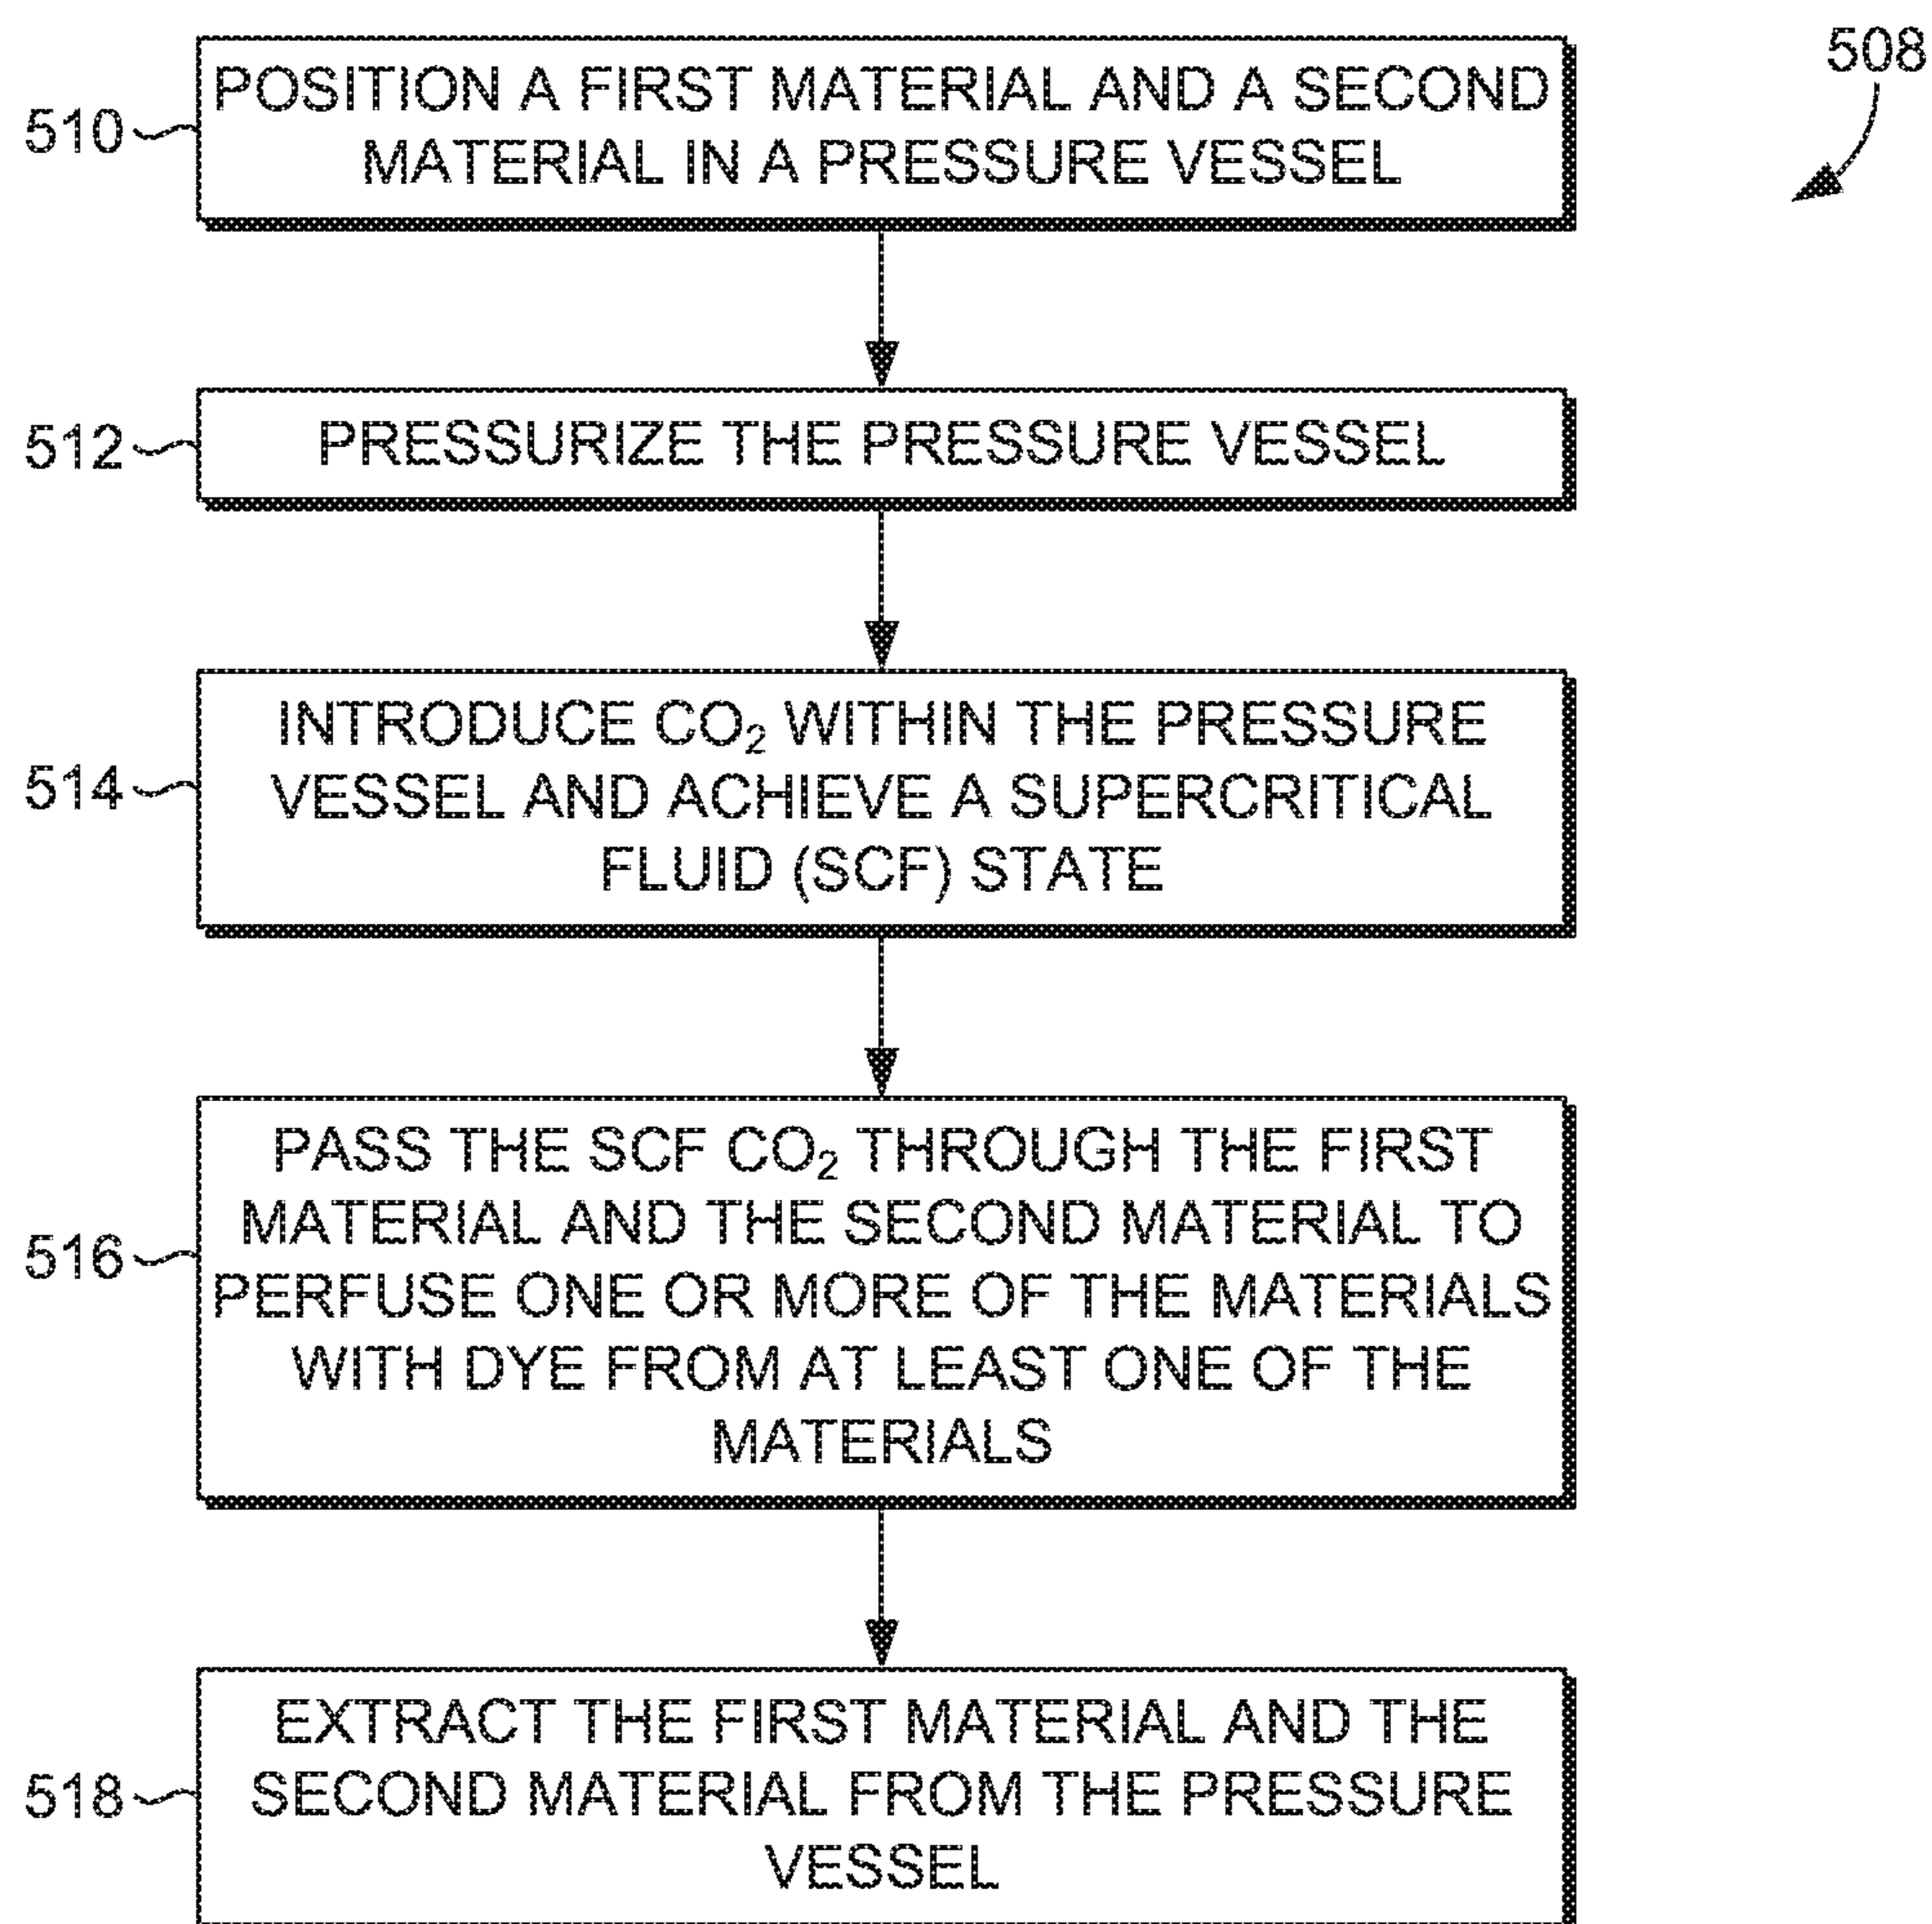 508
510
POSITION A FIRST MATERIAL AND A SECOND
MATERIAL IN A PRESSURE VESSEL
512
PRESSURIZE THE PRESSURE VESSEL
514
INTRODUCE CO₂ WITHIN THE PRESSURE
VESSEL AND ACHIEVE A SUPERCRITICAL
FLUID (SCF) STATE
516
PASS THE SCF CO₂ THROUGH THE FIRST
MATERIAL AND THE SECOND MATERIAL TO
PERFUSE ONE OR MORE OF THE MATERIALS
WITH DYE FROM AT LEAST ONE OF THE
MATERIALS
518
EXTRACT THE FIRST MATERIAL AND THE
SECOND MATERIAL FROM THE PRESSURE
VESSEL